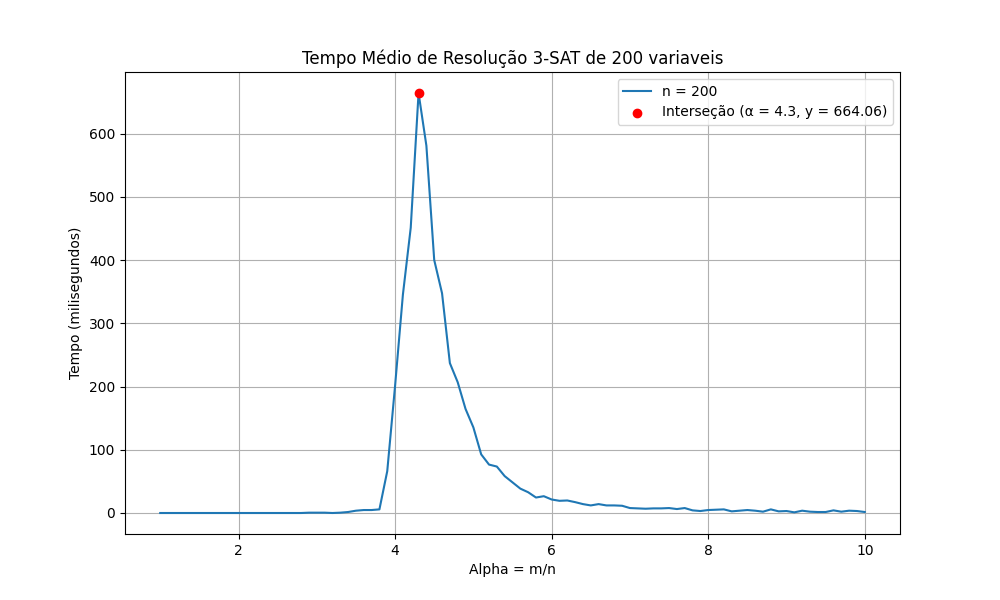 Tempo Médio de Resolução 3-SAT de 200 variaveis
n = 200
Interseção (α = 4.3, y = 664.06)
Tempo (milisegundos)
600
500
400
300
200
100
0
2 4 6 8 10
Alpha = m/n